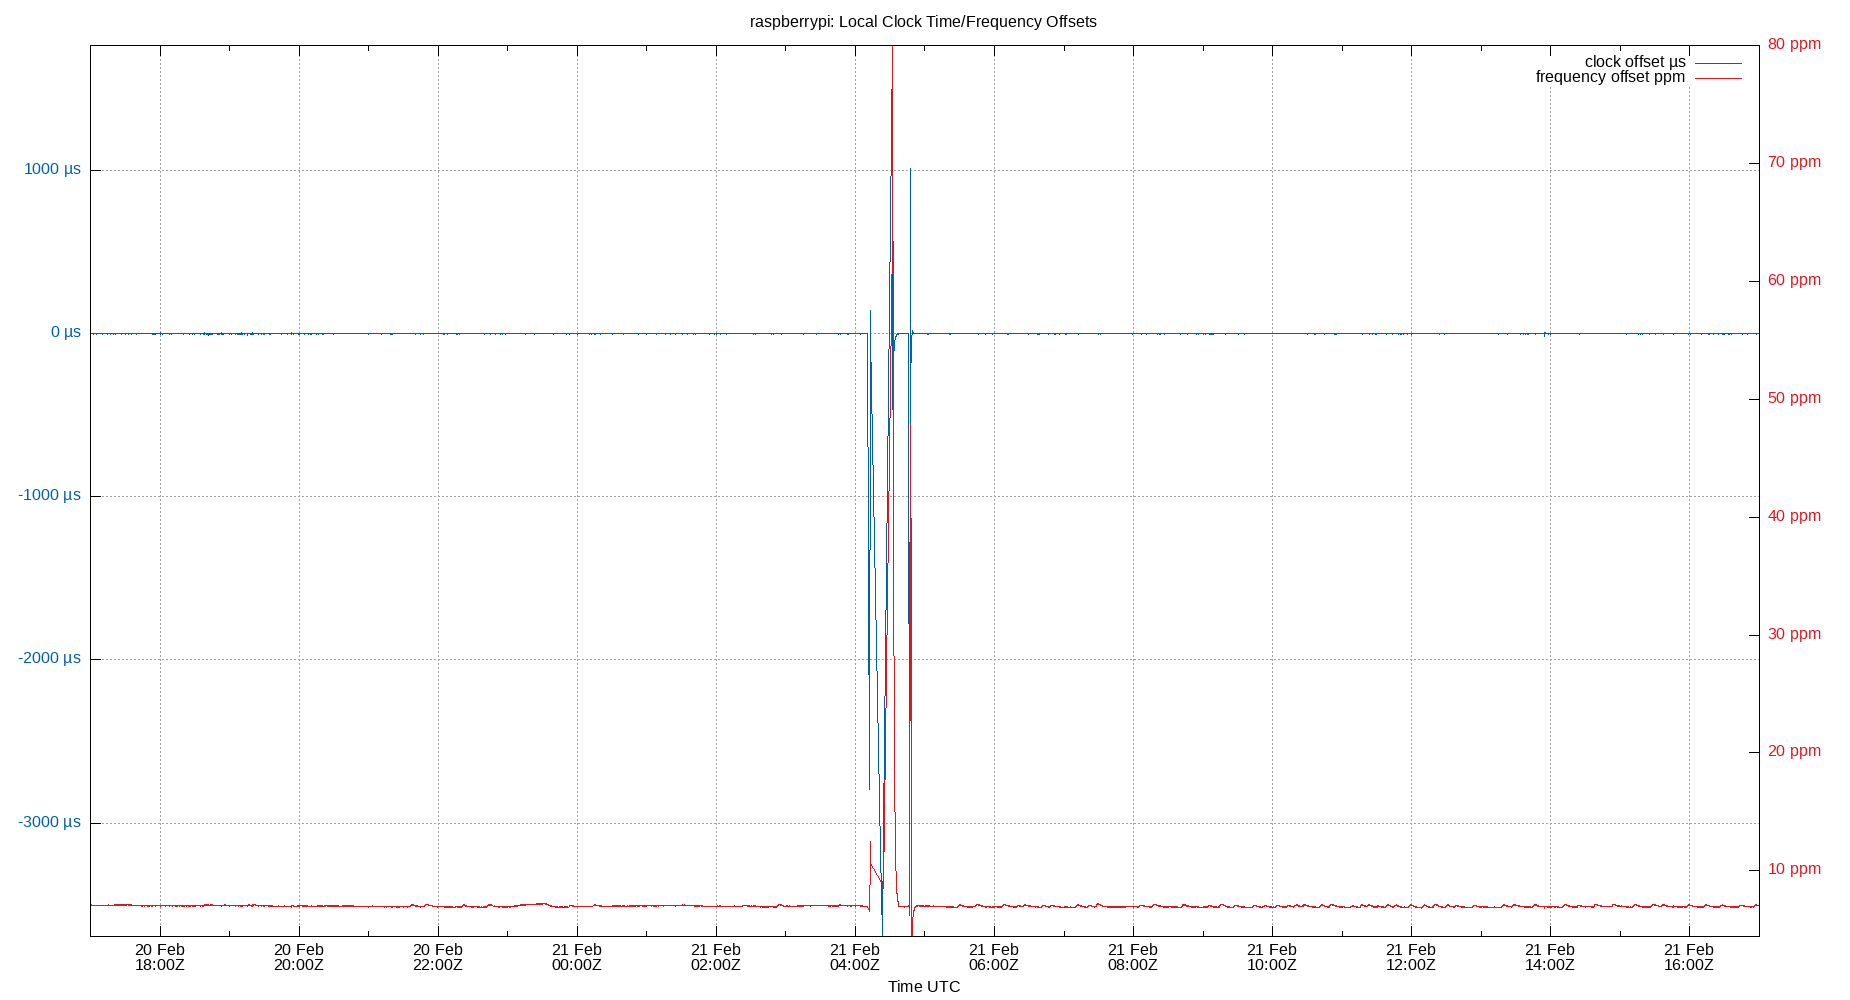 raspberrypi: Local Clock Time/Frequency Offsets
80 ppm
clock offset µs
frequency offset ppm
1000 µs
70 ppm
60 ppm
0 µs
50 ppm
-1000 µs
40 ppm
30 ppm
-2000 µs
20 ppm
-3000 µs
10 ppm
20 Feb 20 Feb 20 Feb 21 Feb 21 Feb 21 Feb 21 Feb 21 Feb 21 Feb 21 Feb 21 Feb 21 Feb
18:00Z 20:00Z 22:00Z 00:00Z 02:00Z 04:00Z 06:00Z 08:00Z 10:00Z 12:00Z 14:00Z 16:00Z
Time UTC